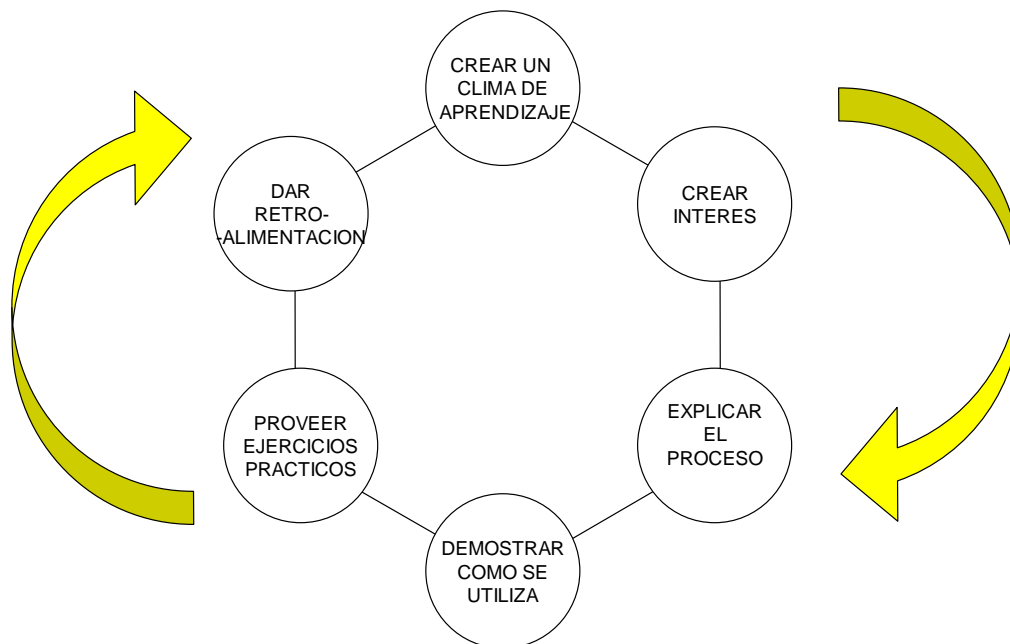 CREAR UN
CLIMA DE
APRENDIZAJE
CREAR
INTERES
EXPLICAR
EL
PROCESO
DEMOSTRAR
COMO SE
UTILIZA
PROVEER
EJERCICIOS
PRACTICOS
DAR
RETRO-
-ALIMENTACION